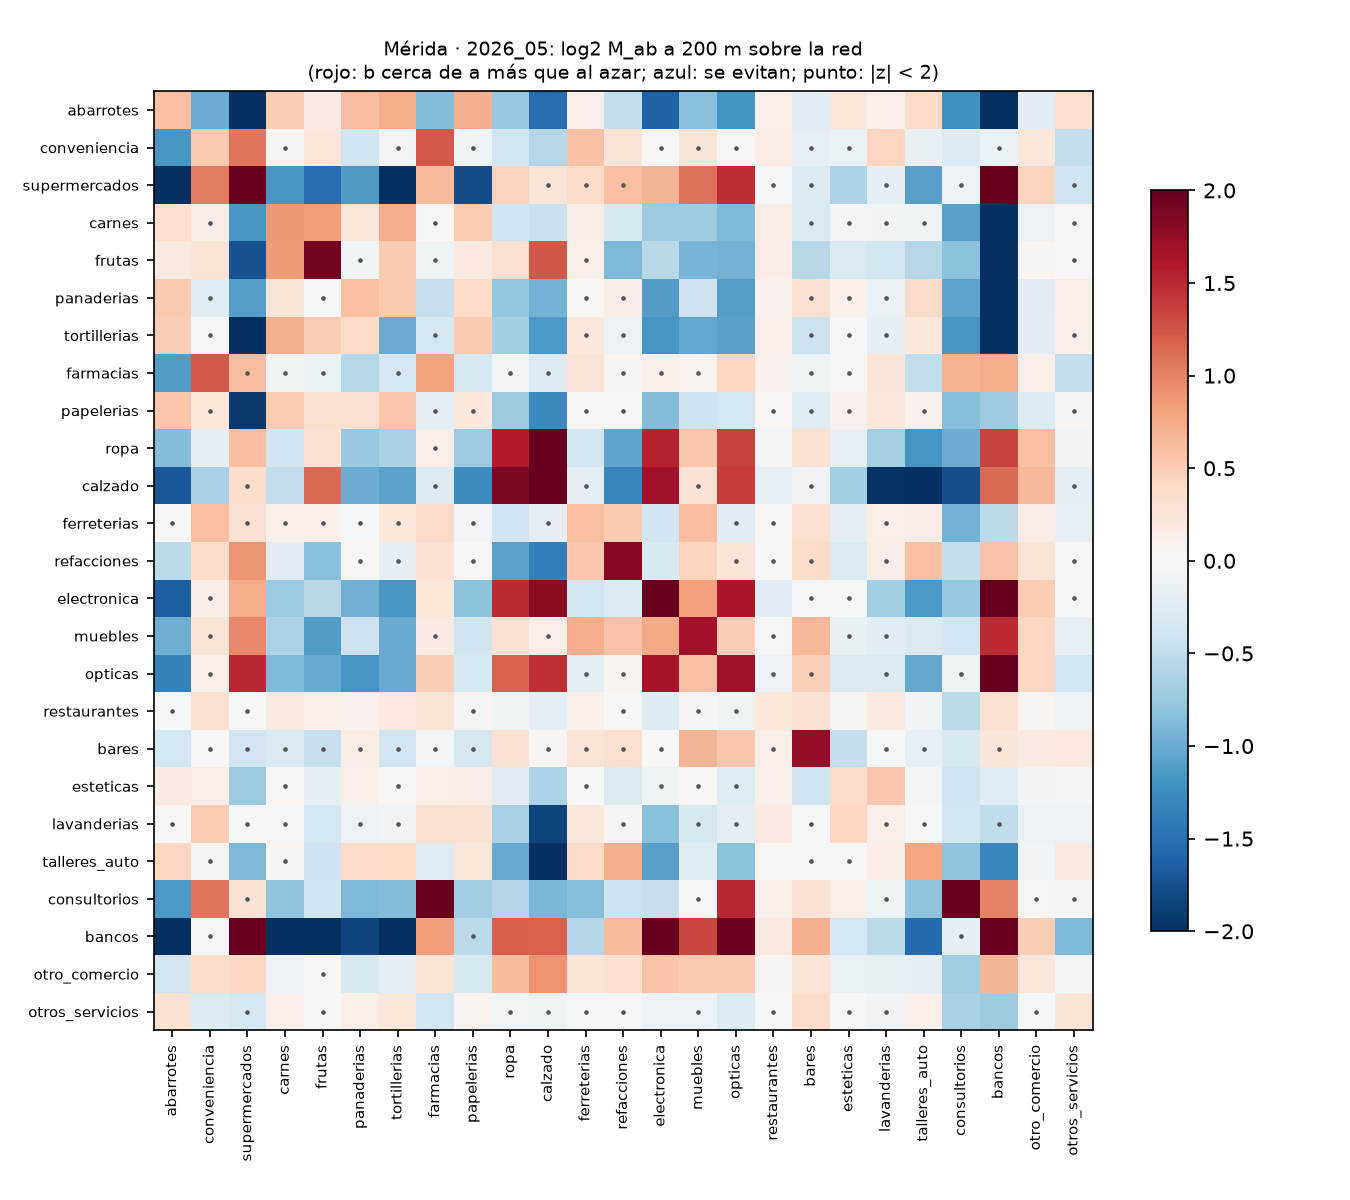 Mérida · 2026_05: log2 M_ab a 200 m sobre la red
(rojo: b cerca de a más que al azar; azul: se evitan; punto: |z| < 2)
abarrotes
conveniencia
supermercados
carnes
frutas
panaderias
tortillerias
farmacias
papelerias
ropa
calzado
ferreterias
refacciones
electronica
muebles
opticas
restaurantes
bares
esteticas
lavanderias
talleres_auto
consultorios
bancos
otro_comercio
otros_servicios
abarrotes
conveniencia
supermercados
carnes
frutas
panaderias
tortillerias
farmacias
papelerias
ropa
calzado
ferreterias
refacciones
electronica
muebles
opticas
restaurantes
bares
esteticas
lavanderias
talleres_auto
consultorios
bancos
otro_comercio
otros_servicios
2.0
1.5
1.0
0.5
0.0
−0.5
−1.0
−1.5
−2.0